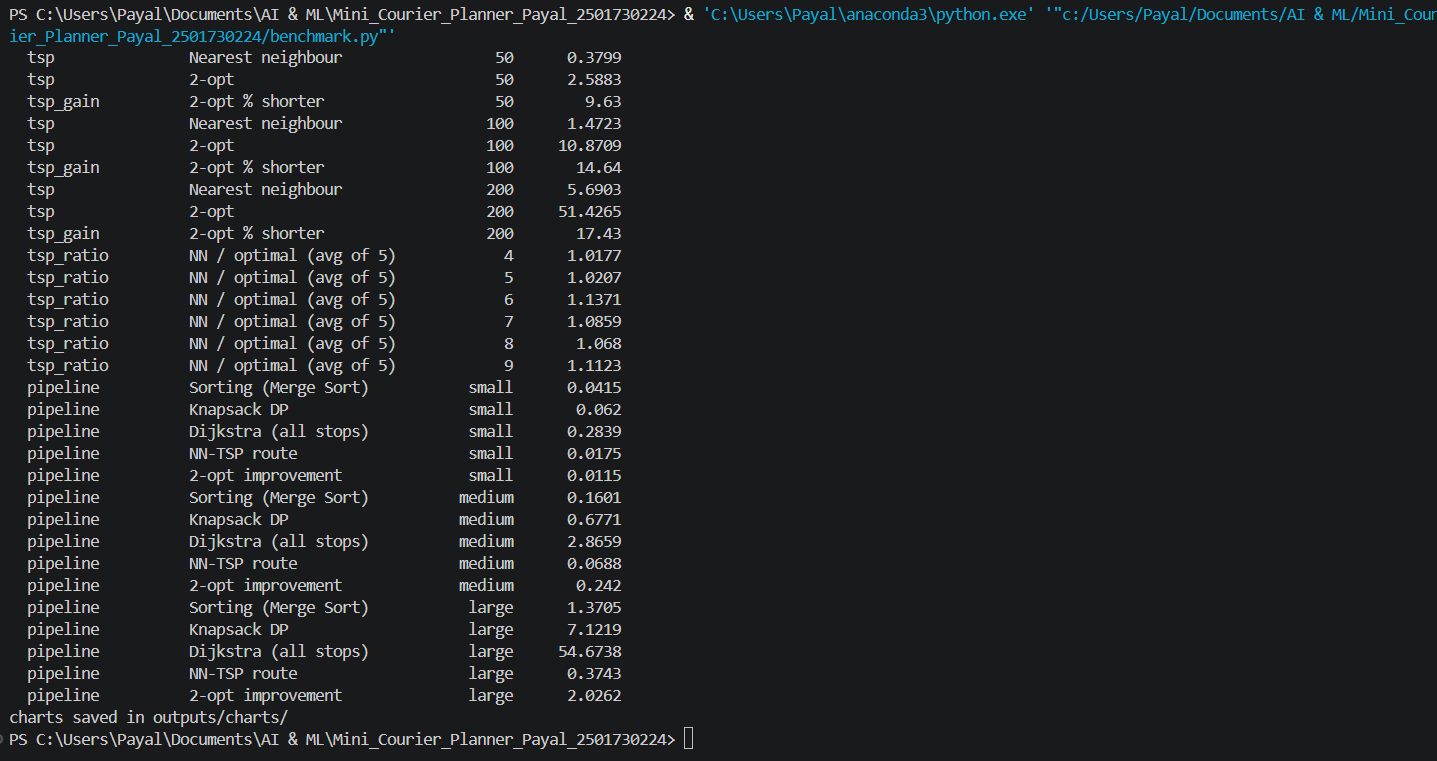 PS C:\Users\Payal\Documents\AI & ML\Mini_Courier_Planner_Payal_2501730224> & 'C:\Users\Payal\anaconda3\python.exe' '"c:/Users/Payal/Documents/AI & ML/Mini_Cour
ier_Planner_Payal_2501730224/benchmark.py"'
tsp Nearest neighbour 50 0.3799
tsp 2-opt 50 2.5883
tsp_gain 2-opt % shorter 50 9.63
tsp Nearest neighbour 100 1.4723
tsp 2-opt 100 10.8709
tsp_gain 2-opt % shorter 100 14.64
tsp Nearest neighbour 200 5.6903
tsp 2-opt 200 51.4265
tsp_gain 2-opt % shorter 200 17.43
tsp_ratio NN / optimal (avg of 5) 4 1.0177
tsp_ratio NN / optimal (avg of 5) 5 1.0207
tsp_ratio NN / optimal (avg of 5) 6 1.1371
tsp_ratio NN / optimal (avg of 5) 7 1.0859
tsp_ratio NN / optimal (avg of 5) 8 1.068
tsp_ratio NN / optimal (avg of 5) 9 1.1123
pipeline Sorting (Merge Sort) small 0.0415
pipeline Knapsack DP small 0.062
pipeline Dijkstra (all stops) small 0.2839
pipeline NN-TSP route small 0.0175
pipeline 2-opt improvement small 0.0115
pipeline Sorting (Merge Sort) medium 0.1601
pipeline Knapsack DP medium 0.6771
pipeline Dijkstra (all stops) medium 2.8659
pipeline NN-TSP route medium 0.0688
pipeline 2-opt improvement medium 0.242
pipeline Sorting (Merge Sort) large 1.3705
pipeline Knapsack DP large 7.1219
pipeline Dijkstra (all stops) large 54.6738
pipeline NN-TSP route large 0.3743
pipeline 2-opt improvement large 2.0262
charts saved in outputs/charts/
PS C:\Users\Payal\Documents\AI & ML\Mini_Courier_Planner_Payal_2501730224>